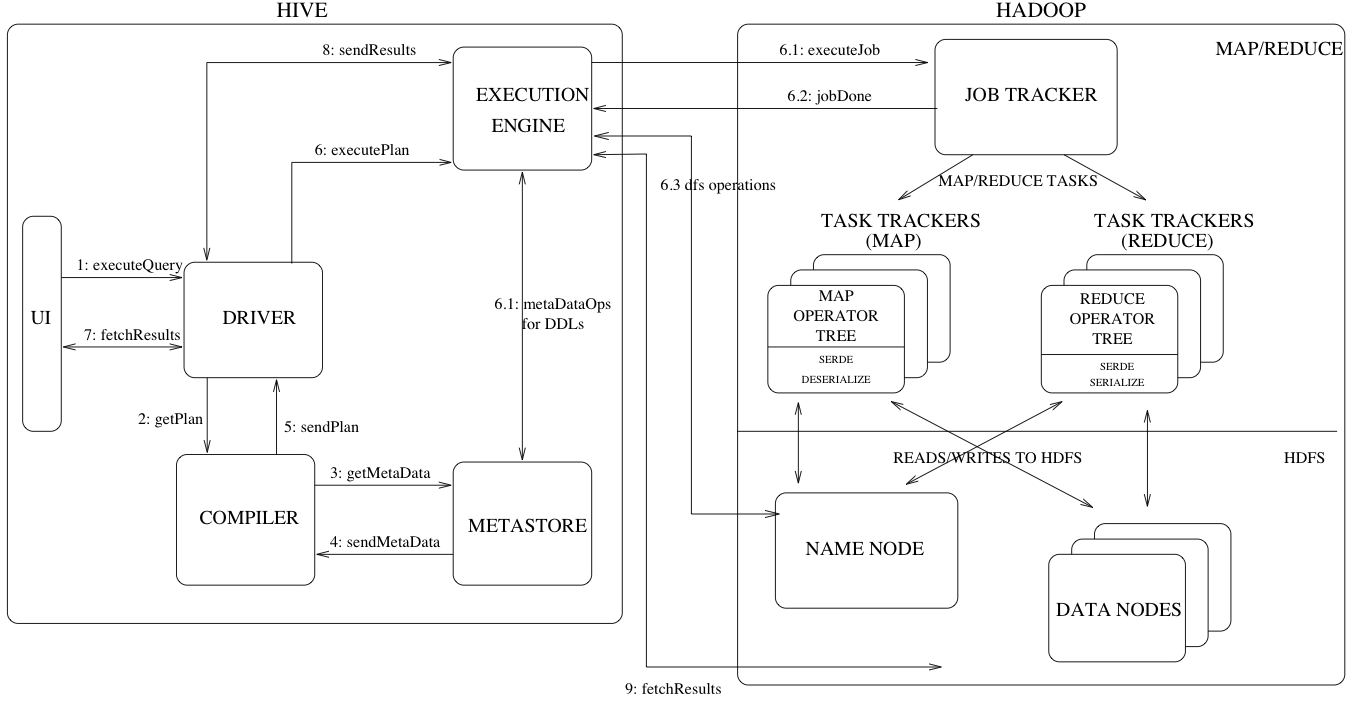 HIVE
HADOOP
8: sendResults
6.1: executeJob
MAP/REDUCE
EXECUTION
ENGINE
6.2: jobDone
JOB TRACKER
6: executePlan
6.3 dfs operations
MAP/REDUCE TASKS
TASK TRACKERS
(MAP)
TASK TRACKERS
(REDUCE)
1: executeQuery
UI
DRIVER
7: fetchResults
6.1: metaDataOps
for DDLs
MAP
OPERATOR
TREE
SERDE
DESERIALIZE
REDUCE
OPERATOR
TREE
SERDE
SERIALIZE
2: getPlan
5: sendPlan
READS/WRITES TO HDFS
HDFS
3: getMetaData
COMPILER
METASTORE
4: sendMetaData
NAME NODE
DATA NODES
9: fetchResults